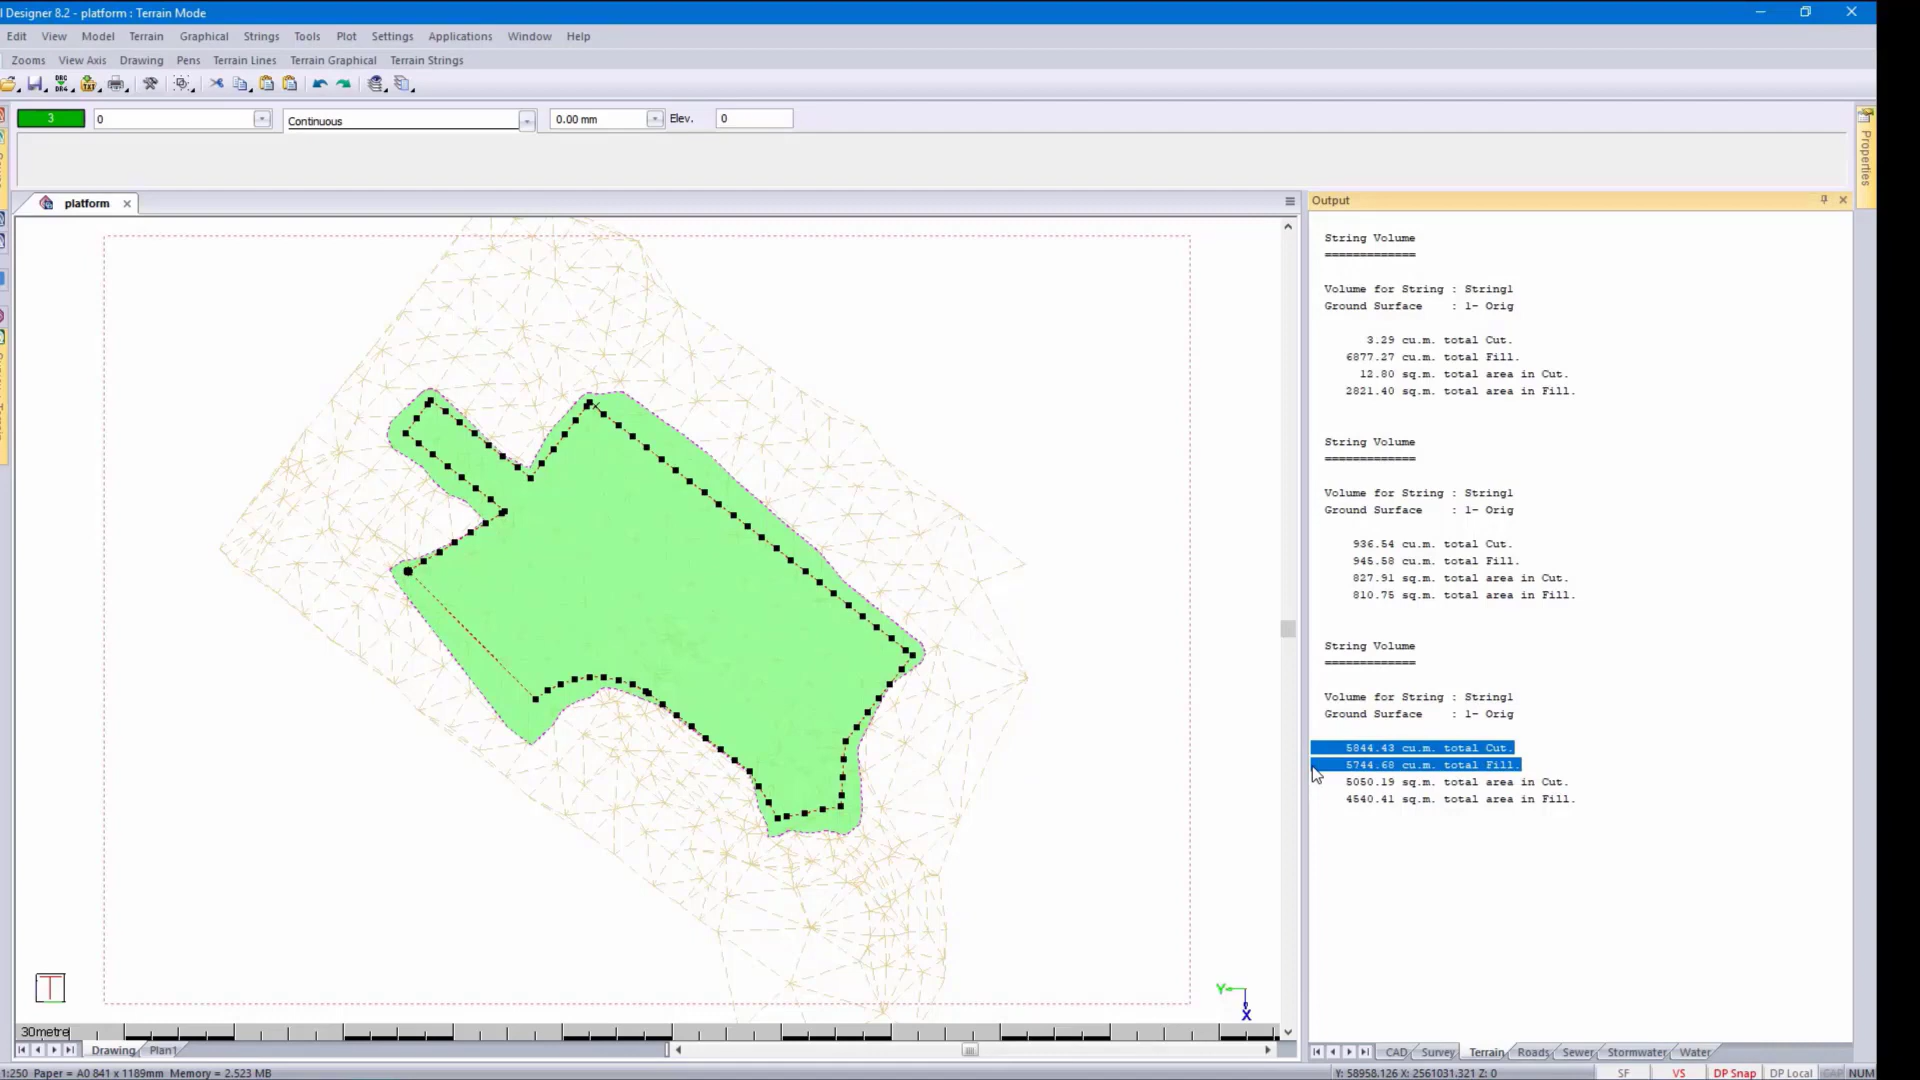 l Designer 8.2 - platform : Terrain Mode
Edit View Model Terrain Graphical Strings Tools Plot Settings Applications Window Help
Zooms View Axis Drawing Pens Terrain Lines Terrain Graphical Terrain Strings
3 0 Continuous 0.00 mm Elev. 0
Properties
platform
Output
String Volume
=============
Volume for String : String1
Ground Surface : 1- Orig
3.29 cu.m. total Cut.
6877.27 cu.m. total Fill.
12.80 sq.m. total area in Cut.
2821.40 sq.m. total area in Fill.
String Volume
=============
Volume for String : String1
Ground Surface : 1- Orig
936.54 cu.m. total Cut.
945.58 cu.m. total Fill.
827.91 sq.m. total area in Cut.
810.75 sq.m. total area in Fill.
String Volume
=============
Volume for String : String1
Ground Surface : 1- Orig
5844.43 cu.m. total Cut.
5744.68 cu.m. total Fill.
5050.19 sq.m. total area in Cut.
4540.41 sq.m. total area in Fill.
Y
X
30metre
Drawing Plan1
CAD Survey Terrain Roads Sewer Stormwater Water
1:250 Paper = A0 841 x 1189mm Memory = 2.523 MB
Y: 58958.126 X: 2561031.321 Z: 0
SF VS DP Snap DP Local CAP NUM